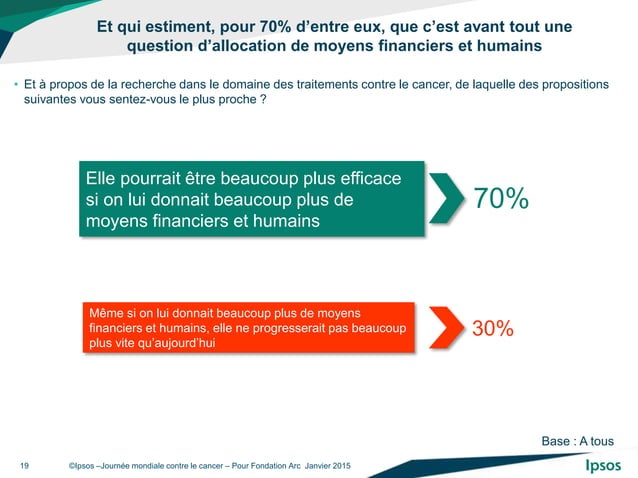 Et qui estiment, pour 70% d’entre eux, que c’est avant tout une
question d’allocation de moyens financiers et humains
• Et à propos de la recherche dans le domaine des traitements contre le cancer, de laquelle des propositions
suivantes vous sentez-vous le plus proche ?
Elle pourrait être beaucoup plus efficace
si on lui donnait beaucoup plus de
moyens financiers et humains
70%
Même si on lui donnait beaucoup plus de moyens
financiers et humains, elle ne progresserait pas beaucoup
plus vite qu’aujourd’hui
30%
Base : A tous
19 ©Ipsos –Journée mondiale contre le cancer – Pour Fondation Arc Janvier 2015
Ipsos